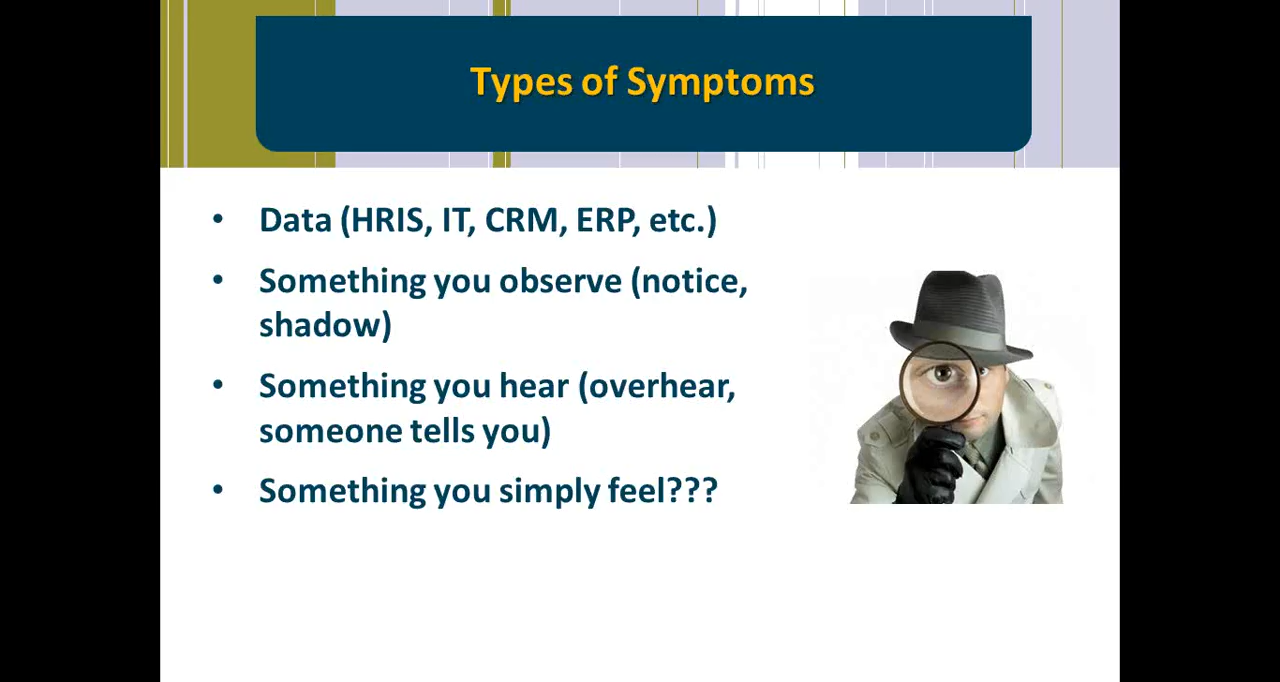 Types of Symptoms
• Data (HRIS, IT, CRM, ERP, etc.)
• Something you observe (notice,
shadow)
• Something you hear (overhear,
someone tells you)
• Something you simply feel???